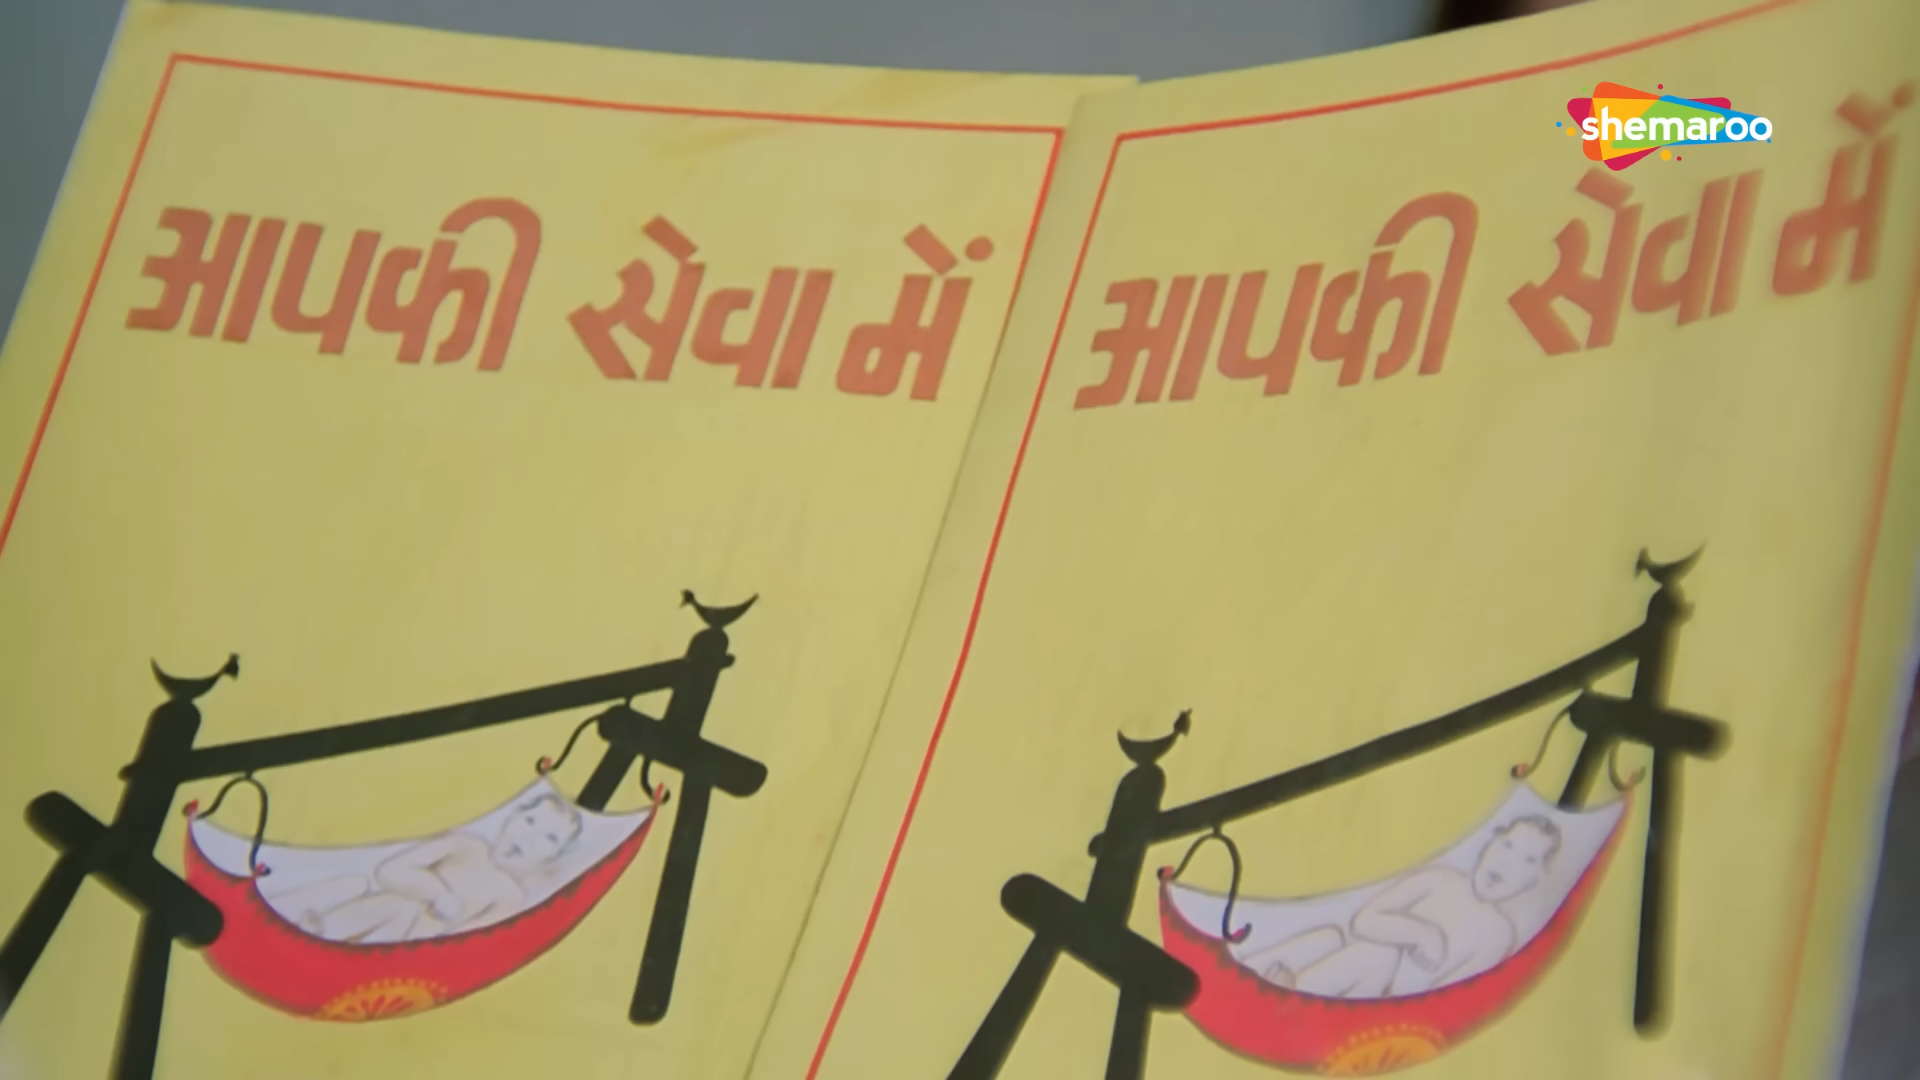 shemaroo
आपकी सेवा में
आपकी सेवा में